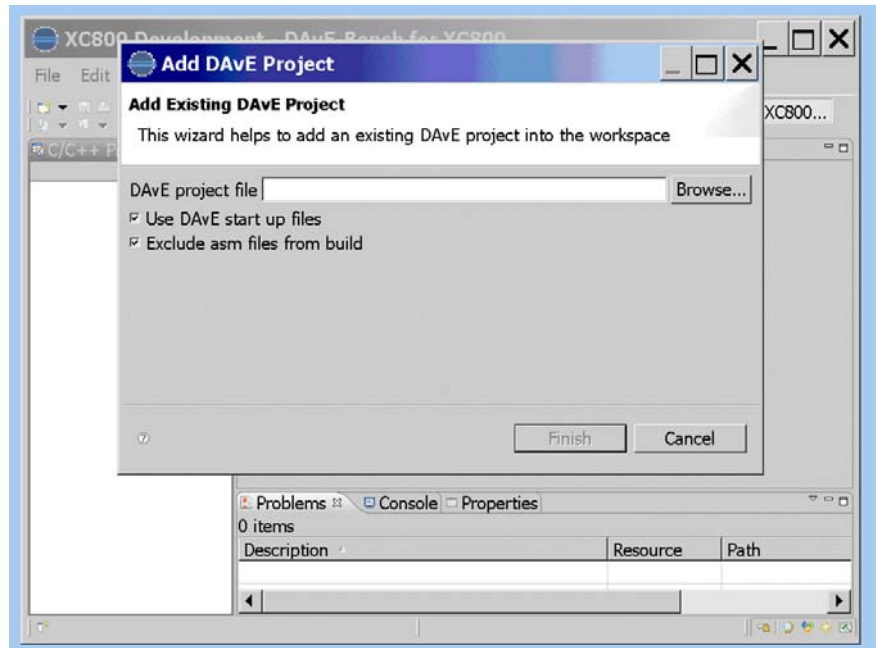 XC800 Development - DAvE-Bench for XC800
Add DAvE Project
File Edit
Add Existing DAvE Project
This wizard helps to add an existing DAvE project into the workspace
XC800...
C/C++ P
DAvE project file
Browse...
Use DAvE start up files
Exclude asm files from build
Finish
Cancel
Problems
Console
Properties
0 items
Description
Resource
Path